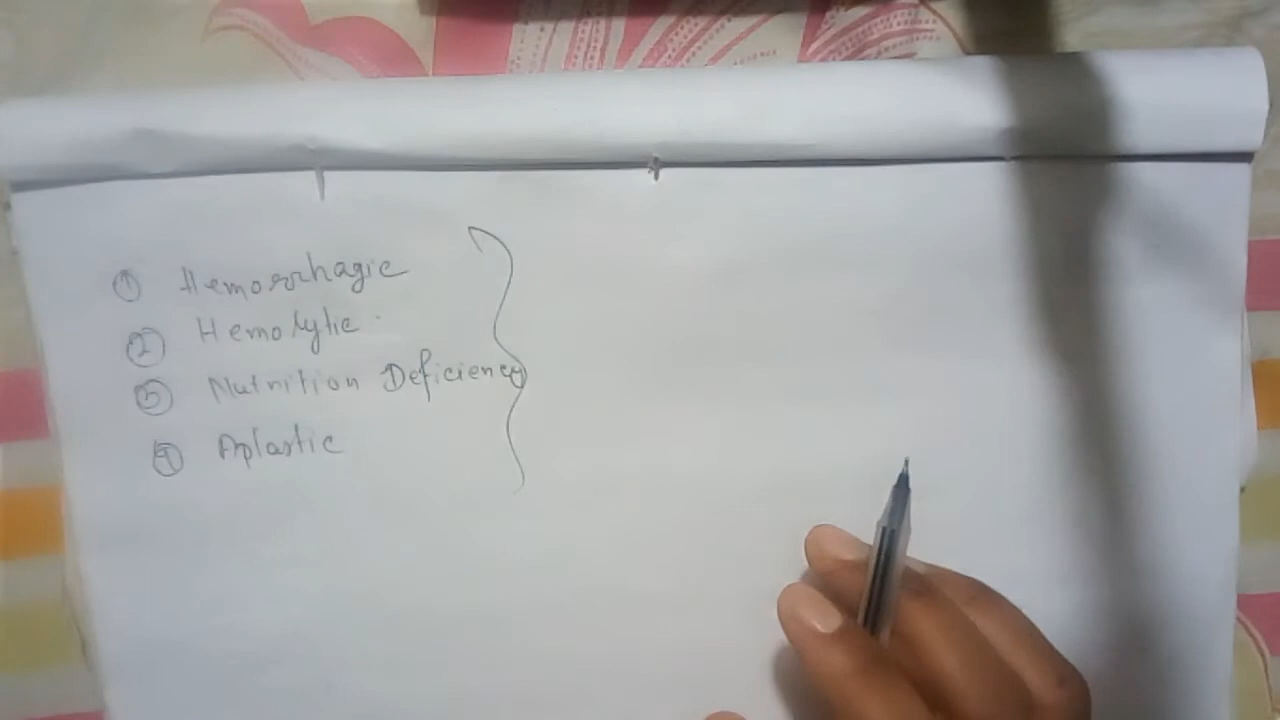 ① Hemorrhagic
② Hemolytic
③ Nutrition Deficiency
④ Aplastic